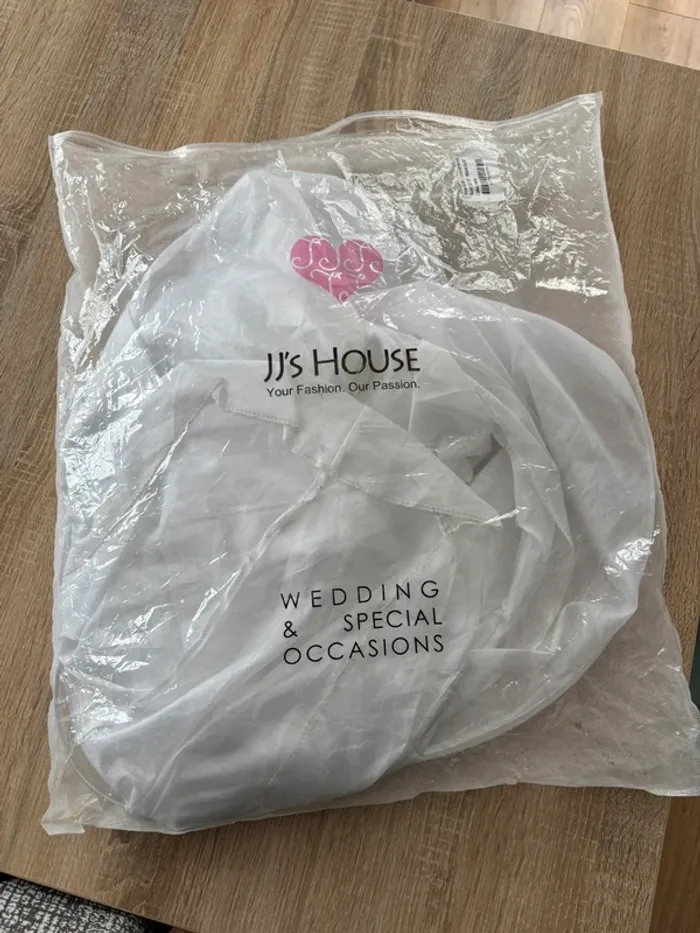 JJ's HOUSE
Your Fashion. Our Passion.
WEDDING
& SPECIAL
OCCASIONS